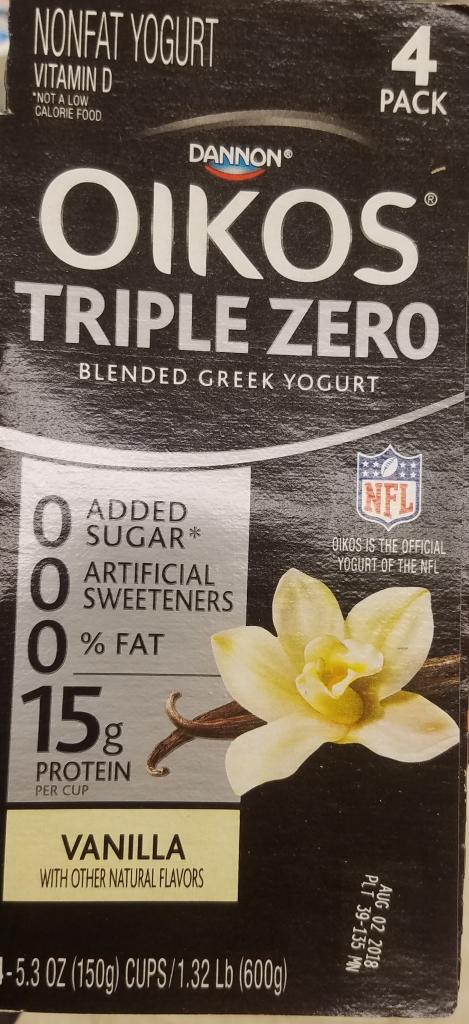 NONFAT YOGURT
VITAMIN D
*NOT A LOW
CALORIE FOOD
4
PACK
DANNON®
OIKOS®
TRIPLE ZERO
BLENDED GREEK YOGURT
0 ADDED
SUGAR*
0 ARTIFICIAL
SWEETENERS
0 % FAT
15g
PROTEIN
PER CUP
NFL
OIKOS IS THE OFFICIAL
YOGURT OF THE NFL
VANILLA
WITH OTHER NATURAL FLAVORS
AUG 02 2018
PLT 39-135 MN
-5.3 OZ (150g) CUPS/1.32 Lb (600g)